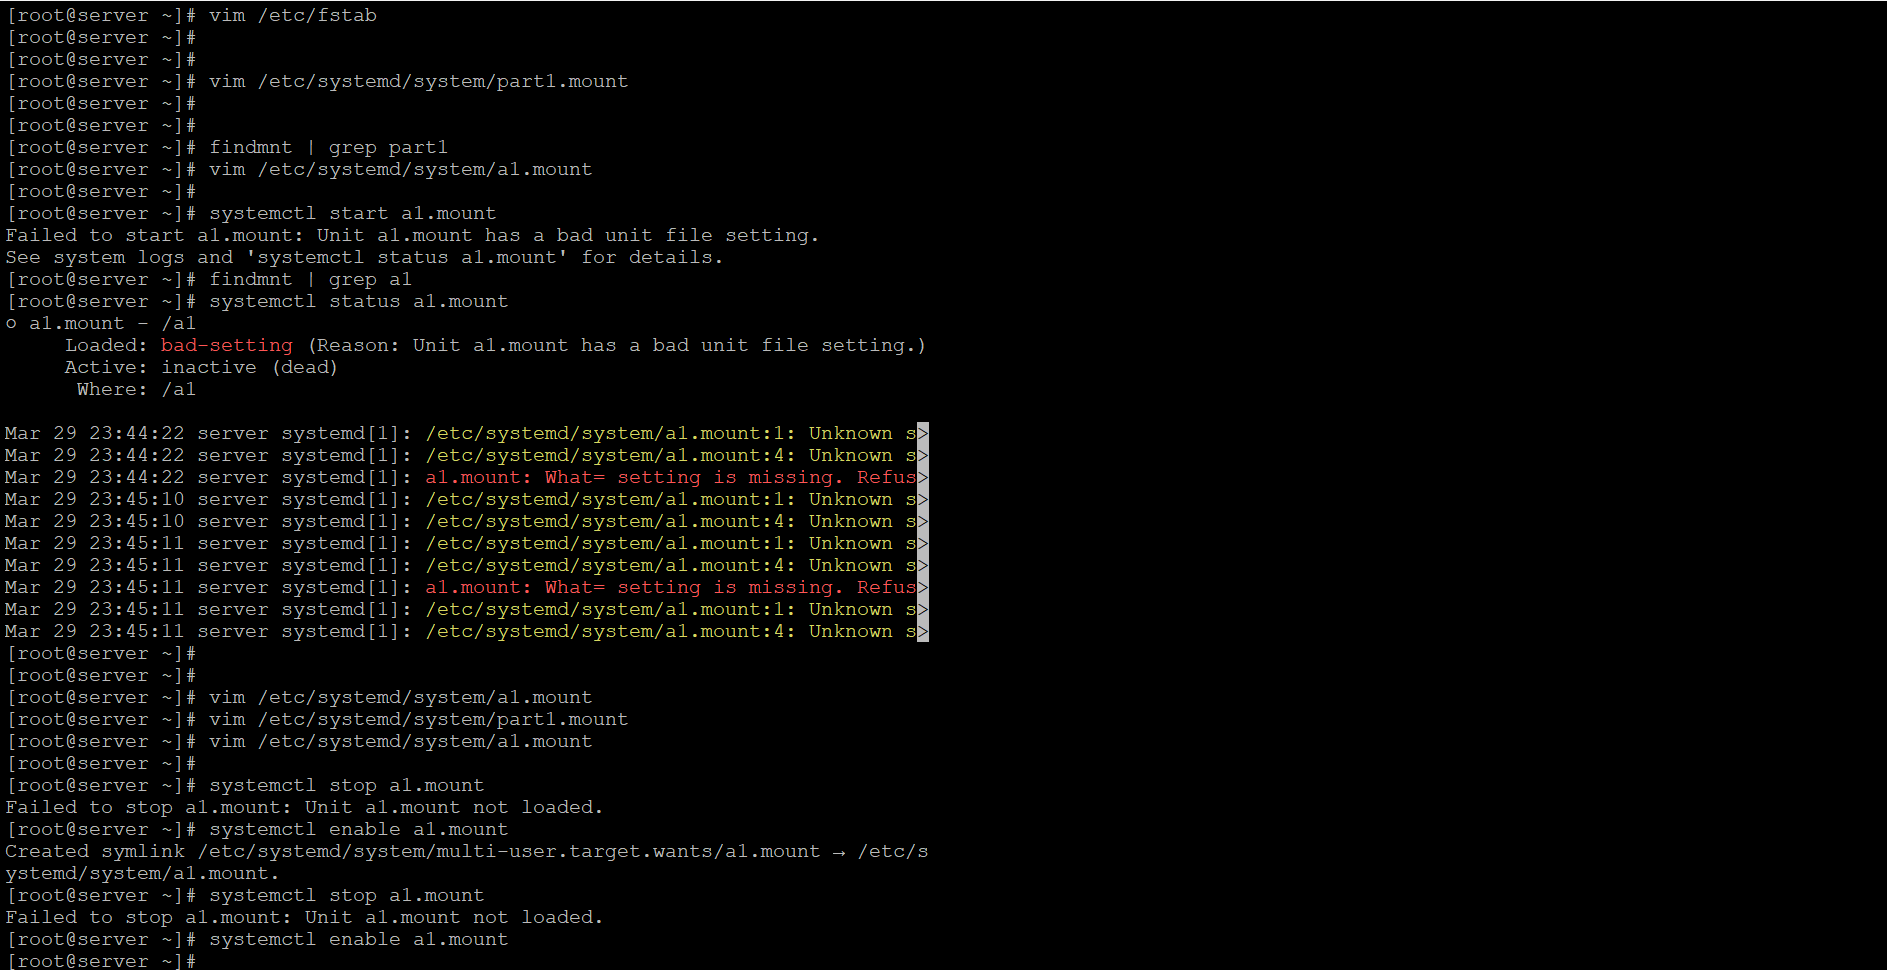 [root@server ~]# vim /etc/fstab
[root@server ~]#
[root@server ~]#
[root@server ~]# vim /etc/systemd/system/part1.mount
[root@server ~]#
[root@server ~]#
[root@server ~]# findmnt | grep part1
[root@server ~]# vim /etc/systemd/system/a1.mount
[root@server ~]#
[root@server ~]# systemctl start a1.mount
Failed to start a1.mount: Unit a1.mount has a bad unit file setting.
See system logs and 'systemctl status a1.mount' for details.
[root@server ~]# findmnt | grep a1
[root@server ~]# systemctl status a1.mount
○ a1.mount - /a1
     Loaded: bad-setting (Reason: Unit a1.mount has a bad unit file setting.)
     Active: inactive (dead)
      Where: /a1

Mar 29 23:44:22 server systemd[1]: /etc/systemd/system/a1.mount:1: Unknown s>
Mar 29 23:44:22 server systemd[1]: /etc/systemd/system/a1.mount:4: Unknown s>
Mar 29 23:44:22 server systemd[1]: a1.mount: What= setting is missing. Refus>
Mar 29 23:45:10 server systemd[1]: /etc/systemd/system/a1.mount:1: Unknown s>
Mar 29 23:45:10 server systemd[1]: /etc/systemd/system/a1.mount:4: Unknown s>
Mar 29 23:45:11 server systemd[1]: /etc/systemd/system/a1.mount:1: Unknown s>
Mar 29 23:45:11 server systemd[1]: /etc/systemd/system/a1.mount:4: Unknown s>
Mar 29 23:45:11 server systemd[1]: a1.mount: What= setting is missing. Refus>
Mar 29 23:45:11 server systemd[1]: /etc/systemd/system/a1.mount:1: Unknown s>
Mar 29 23:45:11 server systemd[1]: /etc/systemd/system/a1.mount:4: Unknown s>
[root@server ~]#
[root@server ~]#
[root@server ~]# vim /etc/systemd/system/a1.mount
[root@server ~]# vim /etc/systemd/system/part1.mount
[root@server ~]# vim /etc/systemd/system/a1.mount
[root@server ~]#
[root@server ~]# systemctl stop a1.mount
Failed to stop a1.mount: Unit a1.mount not loaded.
[root@server ~]# systemctl enable a1.mount
Created symlink /etc/systemd/system/multi-user.target.wants/a1.mount → /etc/s
ystemd/system/a1.mount.
[root@server ~]# systemctl stop a1.mount
Failed to stop a1.mount: Unit a1.mount not loaded.
[root@server ~]# systemctl enable a1.mount
[root@server ~]#